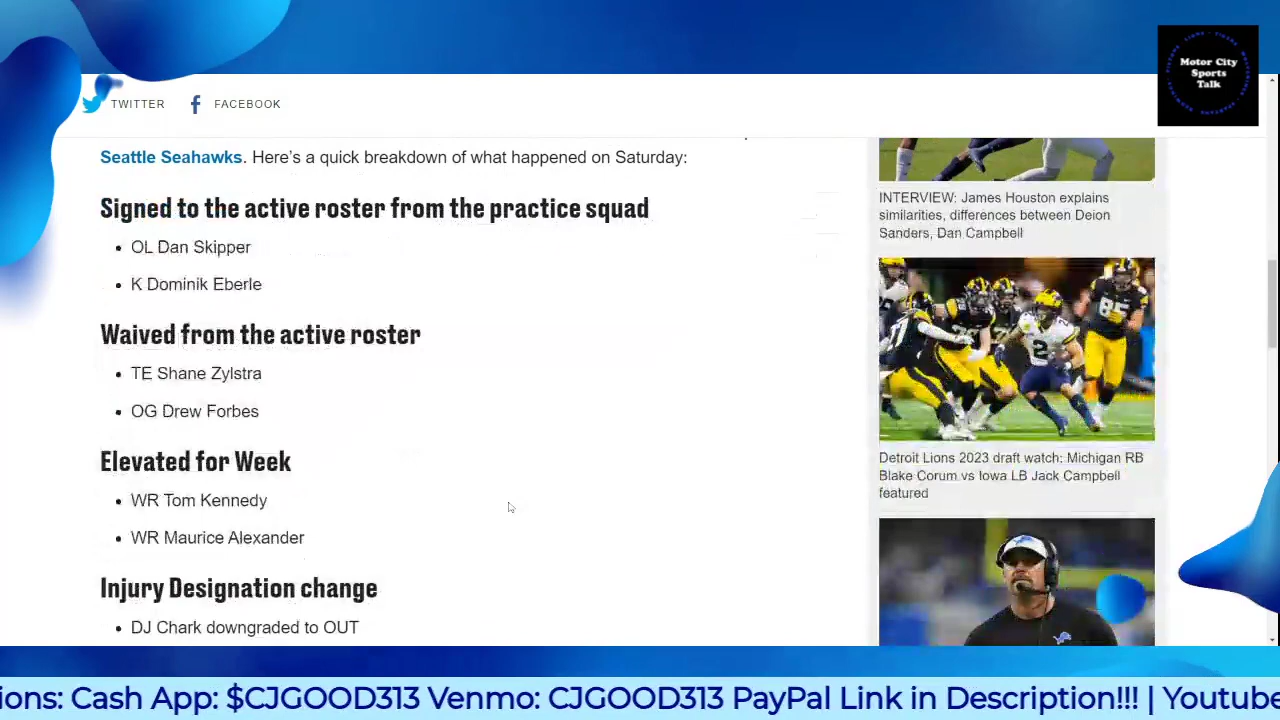 Motor City
Sports
Talk
TWITTER
FACEBOOK
Seattle Seahawks. Here's a quick breakdown of what happened on Saturday:
Signed to the active roster from the practice squad
OL Dan Skipper
K Dominik Eberle
Waived from the active roster
TE Shane Zylstra
OG Drew Forbes
Elevated for Week
WR Tom Kennedy
WR Maurice Alexander
Injury Designation change
DJ Chark downgraded to OUT
INTERVIEW: James Houston explains
similarities, differences between Deion
Sanders, Dan Campbell
85
2
Detroit Lions 2023 draft watch: Michigan RB
Blake Corum vs Iowa LB Jack Campbell
featured
ions: Cash App: $CJGOOD313 Venmo: CJGOOD313 PayPal Link in Description!!! | Youtube